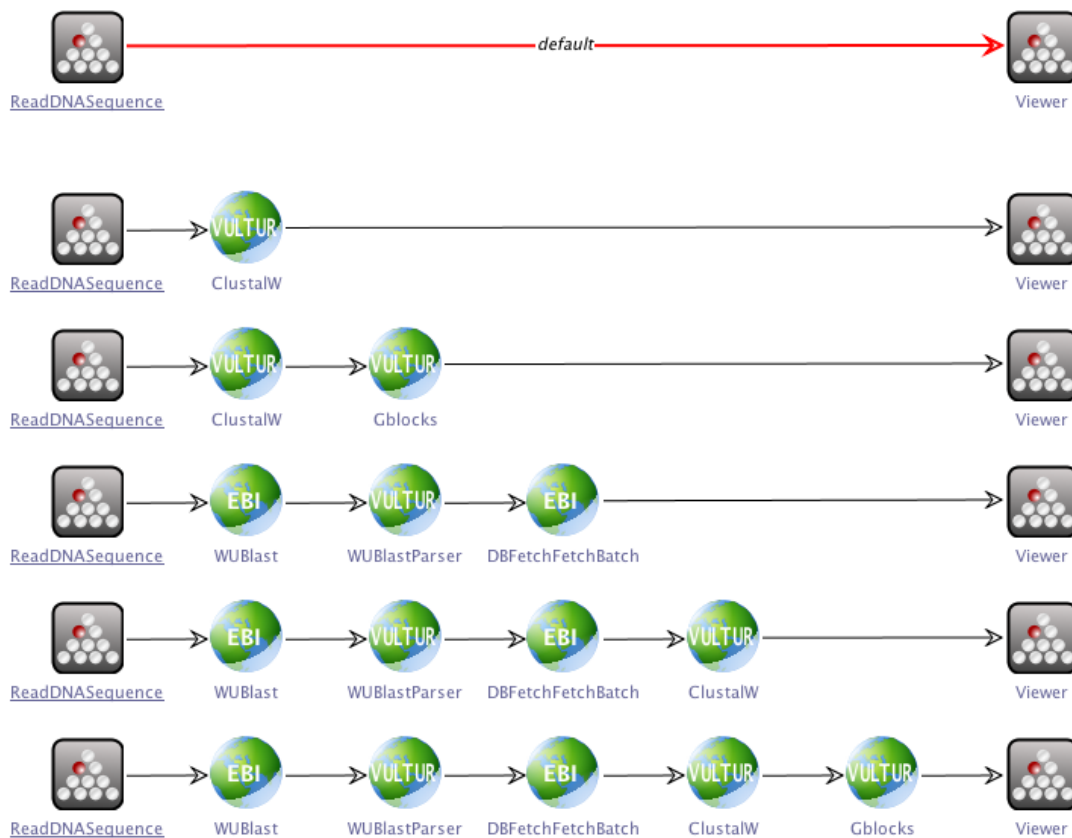 default
ReadDNASequence Viewer
VULTUR
ReadDNASequence ClustalW Viewer
VULTUR VULTUR
ReadDNASequence ClustalW Gblocks Viewer
EBI VULTUR EBI
ReadDNASequence WUBlast WUBlastParser DBFetchFetchBatch Viewer
EBI VULTUR EBI VULTUR
ReadDNASequence WUBlast WUBlastParser DBFetchFetchBatch ClustalW Viewer
EBI VULTUR EBI VULTUR VULTUR
ReadDNASequence WUBlast WUBlastParser DBFetchFetchBatch ClustalW Gblocks Viewer